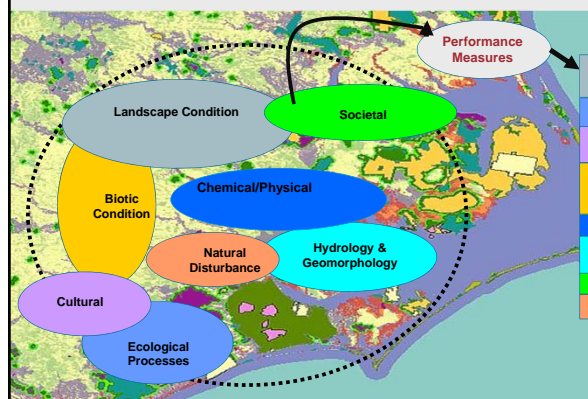 Performance
Measures
Landscape Condition
Societal
Chemical/Physical
Biotic
Condition
Natural
Disturbance
Hydrology &
Geomorphology
Cultural
Ecological
Processes